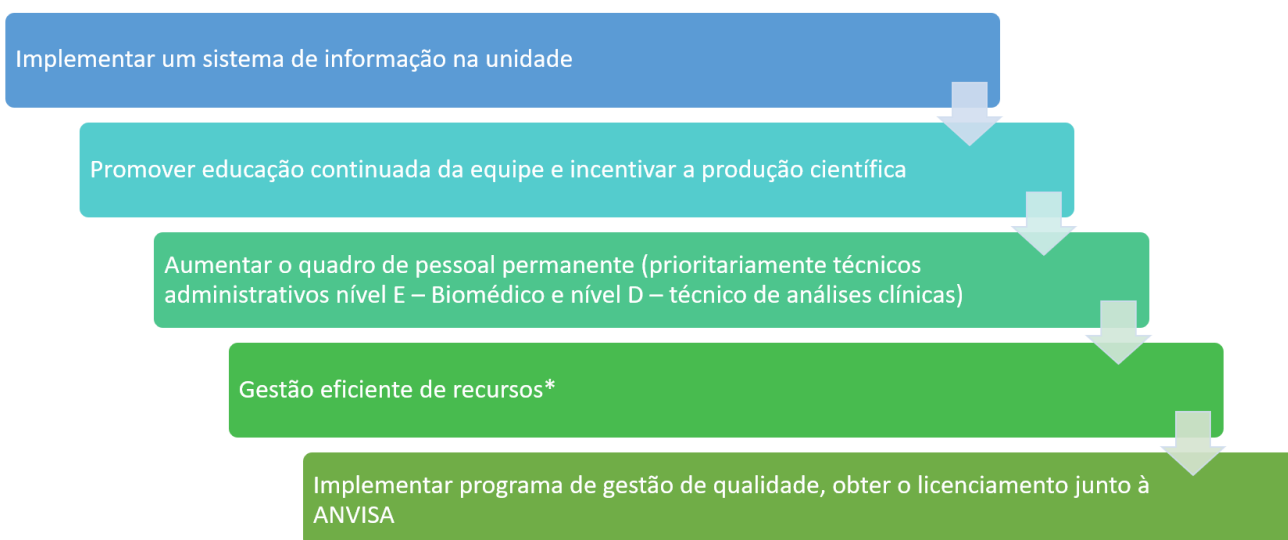 Implementar um sistema de informação na unidade
Promover educação continuada da equipe e incentivar a produção científica
Aumentar o quadro de pessoal permanente (prioritariamente técnicos
administrativos nível E – Biomédico e nível D – técnico de análises clínicas)
Gestão eficiente de recursos*
Implementar programa de gestão de qualidade, obter o licenciamento junto à
ANVISA